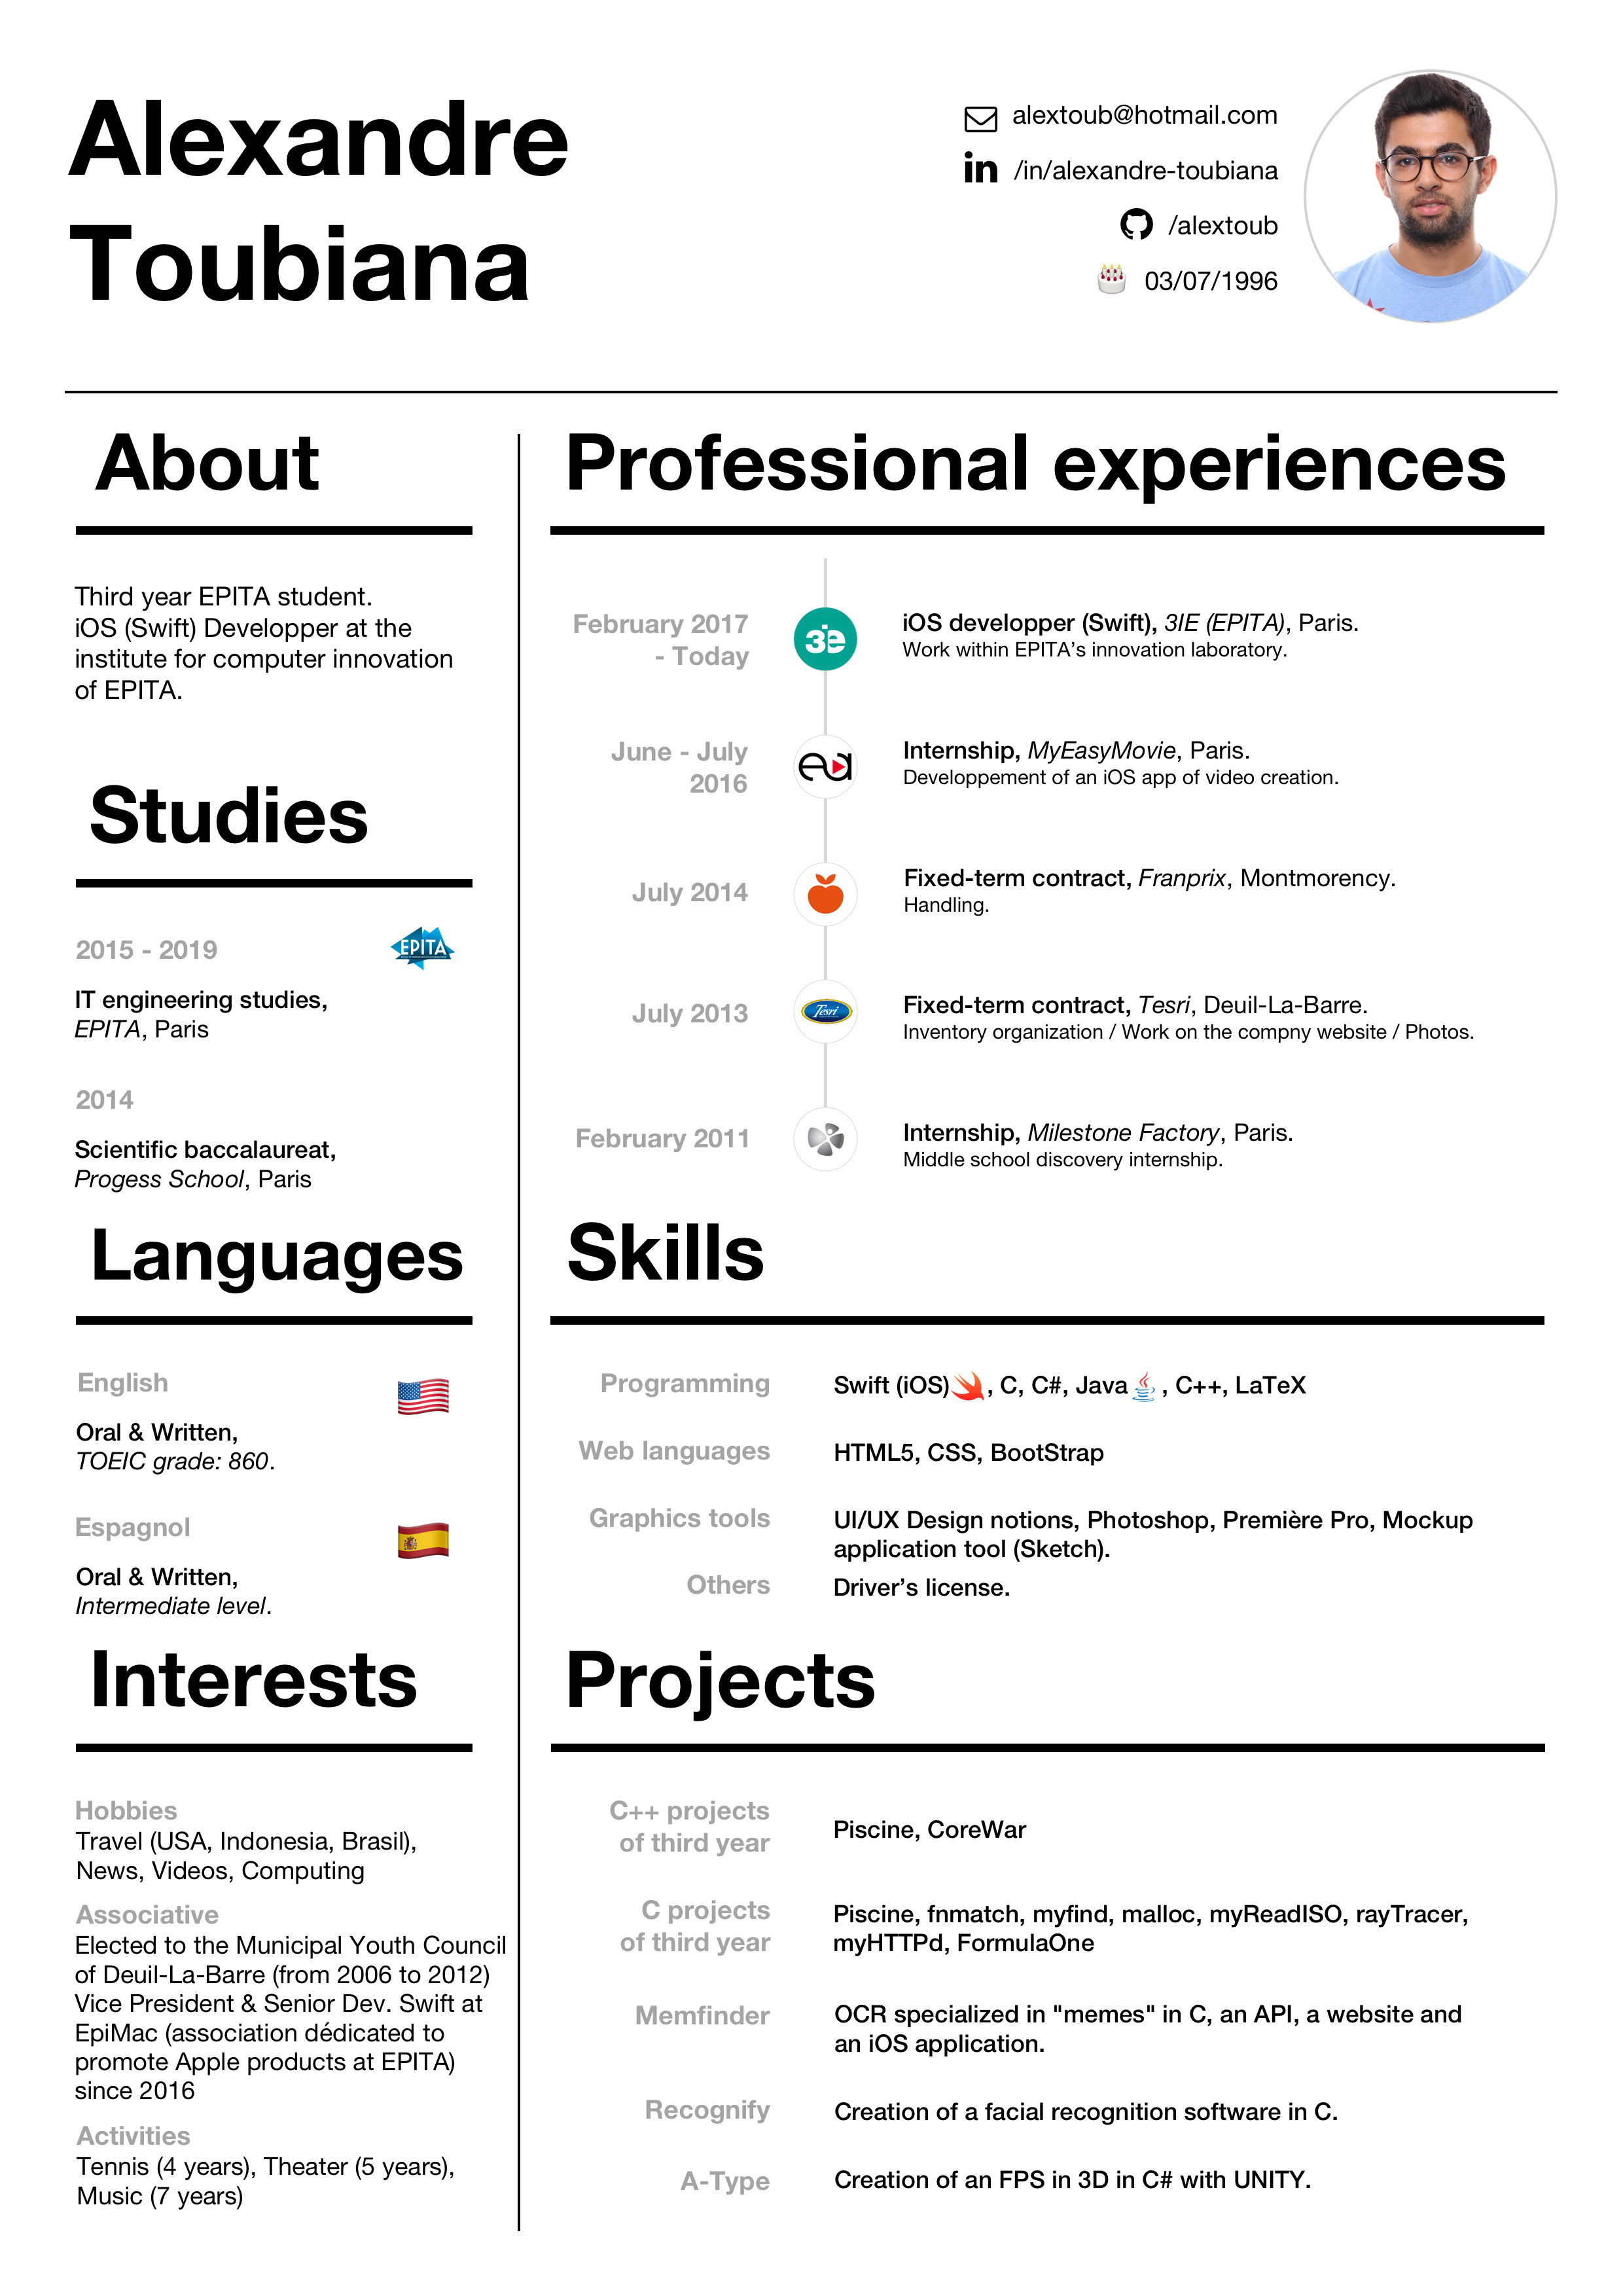 Alexandre
Toubiana
alextoub@hotmail.com
in /in/alexandre-toubiana
/alextoub
03/07/1996
About
Third year EPITA student.
iOS (Swift) Developper at the
institute for computer innovation
of EPITA.
Studies
2015 - 2019
EPITA
IT engineering studies,
EPITA, Paris
2014
Scientific baccalaureat,
Progess School, Paris
Languages
English
Oral & Written,
TOEIC grade: 860.
Espagnol
Oral & Written,
Intermediate level.
Interests
Hobbies
Travel (USA, Indonesia, Brasil),
News, Videos, Computing
Associative
Elected to the Municipal Youth Council
of Deuil-La-Barre (from 2006 to 2012)
Vice President & Senior Dev. Swift at
EpiMac (association dédicated to
promote Apple products at EPITA)
since 2016
Activities
Tennis (4 years), Theater (5 years),
Music (7 years)
Professional experiences
February 2017
- Today
3ie
iOS developper (Swift), 3IE (EPITA), Paris.
Work within EPITA’s innovation laboratory.
June - July
2016
Internship, MyEasyMovie, Paris.
Developpement of an iOS app of video creation.
July 2014
Fixed-term contract, Franprix, Montmorency.
Handling.
July 2013
Tesri
Fixed-term contract, Tesri, Deuil-La-Barre.
Inventory organization / Work on the compny website / Photos.
February 2011
Internship, Milestone Factory, Paris.
Middle school discovery internship.
Skills
Programming
Swift (iOS), C, C#, Java, C++, LaTeX
Web languages
HTML5, CSS, BootStrap
Graphics tools
UI/UX Design notions, Photoshop, Première Pro, Mockup
application tool (Sketch).
Others
Driver’s license.
Projects
C++ projects
of third year
Piscine, CoreWar
C projects
of third year
Piscine, fnmatch, myfind, malloc, myReadISO, rayTracer,
myHTTPd, FormulaOne
Memfinder
OCR specialized in "memes" in C, an API, a website and
an iOS application.
Recognify
Creation of a facial recognition software in C.
A-Type
Creation of an FPS in 3D in C# with UNITY.